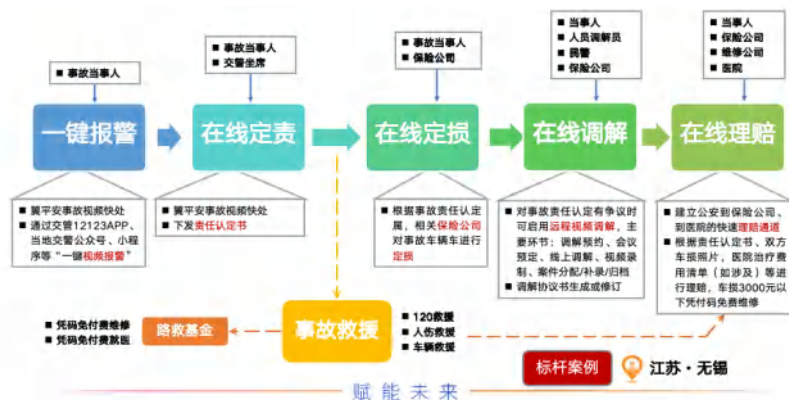 ■ 事故当事人
■ 事故当事人
■ 交警坐席
■ 事故当事人
■ 保险公司
■ 当事人
■ 人员调解员
■ 民警
■ 保险公司
■ 当事人
■ 保险公司
■ 维修公司
■ 医院
一键报警
在线定责
在线定损
在线调解
在线理赔
■ 翼平安事故视频快处
■ 通过交管12123APP、
当地交警公众号、小程
序等“一键视频报警”
■ 翼平安事故视频快处
■ 下发责任认定书
■ 根据事故责任认定
属，相关保险公司
对事故车辆车进行
定损
■ 对事故责任认定有争议时
可启用远程视频调解，主
要环节：调解预约、会议
预定、线上调解、视频录
制、案件分配/补录/归档
■ 调解协议书生成或修订
■ 建立公安到保险公司、
到医院的快速理赔通道
■ 根据责任认定书、双方
车损照片，医院治疗费
用清单（如涉及）等进
行理赔，车损3000元以
下凭付码免费维修
■ 凭码免付费维修
■ 凭码免付费就医
路救基金
事故救援
■ 120救援
■ 人伤救援
■ 车辆救援
标杆案例
江苏·无锡
赋能未来